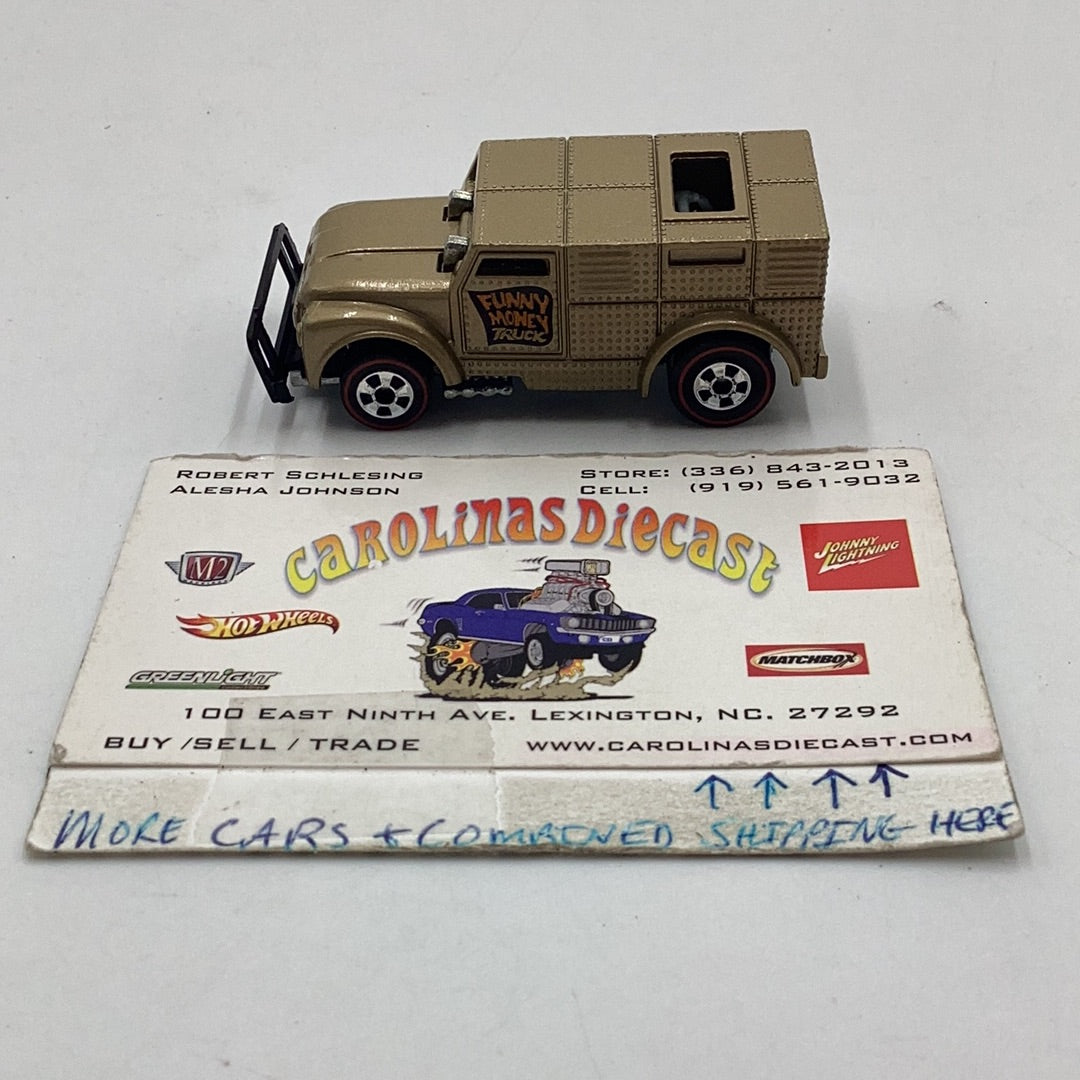 FUNNY
MONEY
TRUCK
ROBERT SCHLESING
ALESHA JOHNSON
STORE: (336) 843-2013
CELL: (919) 561-9032
CAROLINAS DIECAST
M2
JOHNNY
LIGHTNING
HOT WHEELS
GREENLIGHT
MATCHBOX
100 EAST NINTH AVE. LEXINGTON, NC. 27292
BUY /SELL / TRADE
WWW.CAROLINASDIECAST.COM
MORE CARS + COMBINED SHIPPING HERE